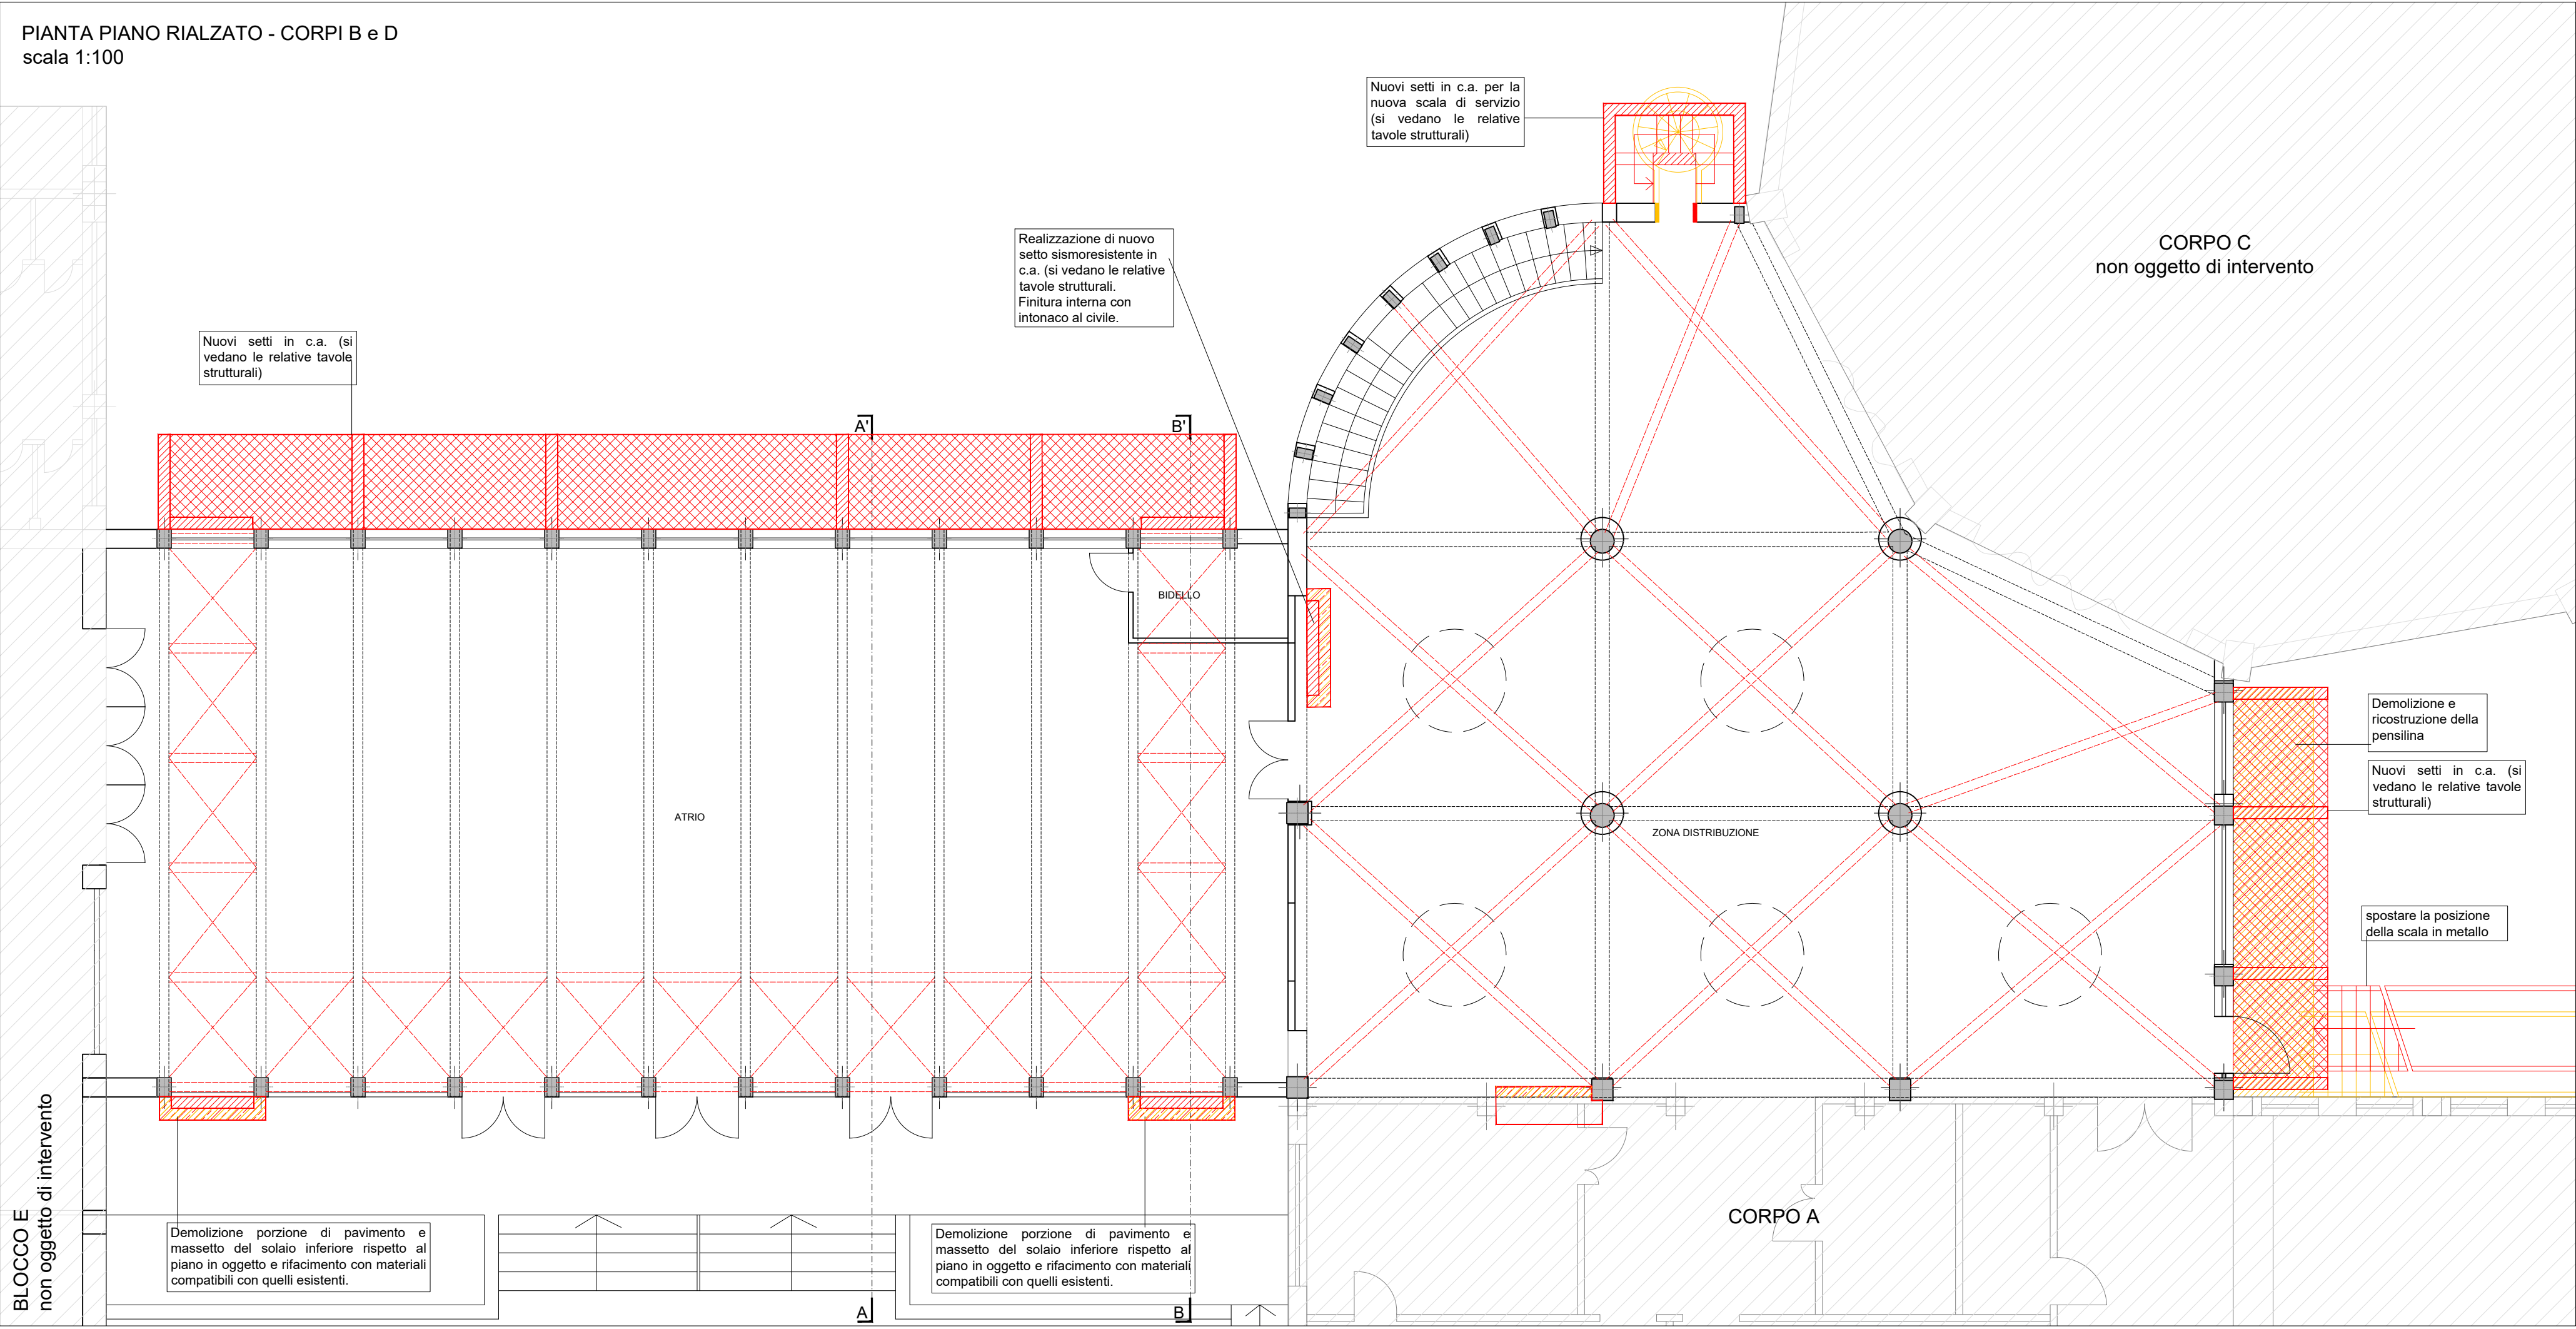 PIANTA PIANO RIALZATO - CORPI B e D
scala 1:100
Nuovi setti in c.a. per la
nuova scala di servizio
(si vedano le relative
tavole strutturali)
Realizzazione di nuovo
setto sismoresistente in
c.a. (si vedano le relative
tavole strutturali.
Finitura interna con
intonaco al civile.
CORPO C
non oggetto di intervento
Nuovi setti in c.a. (si
vedano le relative tavole
strutturali)
A'
B'
BIDELLO
ATRIO
ZONA DISTRIBUZIONE
Demolizione e
ricostruzione della
pensilina
Nuovi setti in c.a. (si
vedano le relative tavole
strutturali)
spostare la posizione
della scala in metallo
BLOCCO E
non oggetto di intervento
Demolizione porzione di pavimento e
massetto del solaio inferiore rispetto al
piano in oggetto e rifacimento con materiali
compatibili con quelli esistenti.
Demolizione porzione di pavimento e
massetto del solaio inferiore rispetto al
piano in oggetto e rifacimento con materiali
compatibili con quelli esistenti.
CORPO A
A
B